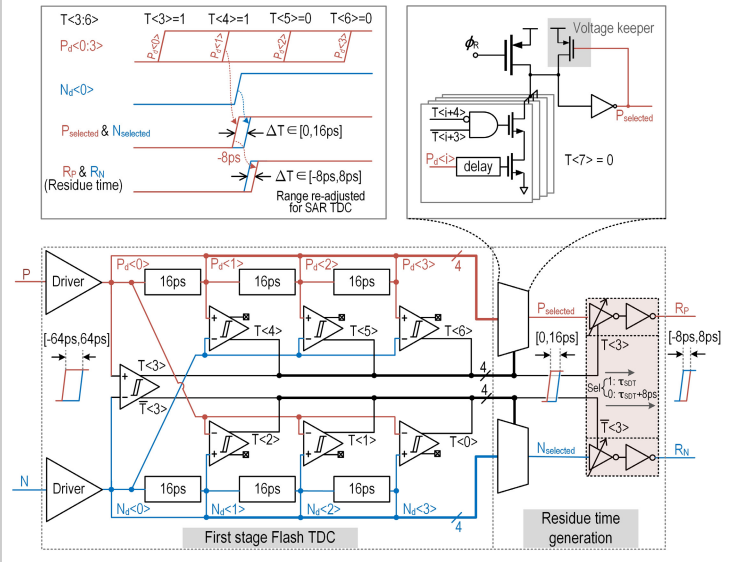 T<3:6> T<3>=1 T<4>=1 T<5>=0 T<6>=0
Pd<0:3> Pd<0> Pd<1> Pd<2> Pd<3>
Nd<0>
Pselected & Nselected ΔT∈[0,16ps]
-8ps
RP & RN
(Residue time) ΔT∈[-8ps,8ps]
Range re-adjusted
for SAR TDC
Voltage keeper
ϕR
Pselected
T<i+4>
T<i+3>
Pd<i> delay T<7> = 0
P Driver Pd<0> 16ps Pd<1> 16ps Pd<2> 16ps Pd<3> 4
Pselected RP
T<4> T<5> T<6>
[-64ps,64ps] [0,16ps] [-8ps,8ps]
+ - T<3> T̅<3>
4 T<3>
4 Sel 1: τSDT
0: τSDT+8ps
T̅<3>
T<2> T<1> T<0>
Nselected RN
N Driver 16ps 16ps 16ps
Nd<0> Nd<1> Nd<2> Nd<3> 4
First stage Flash TDC
Residue time
generation